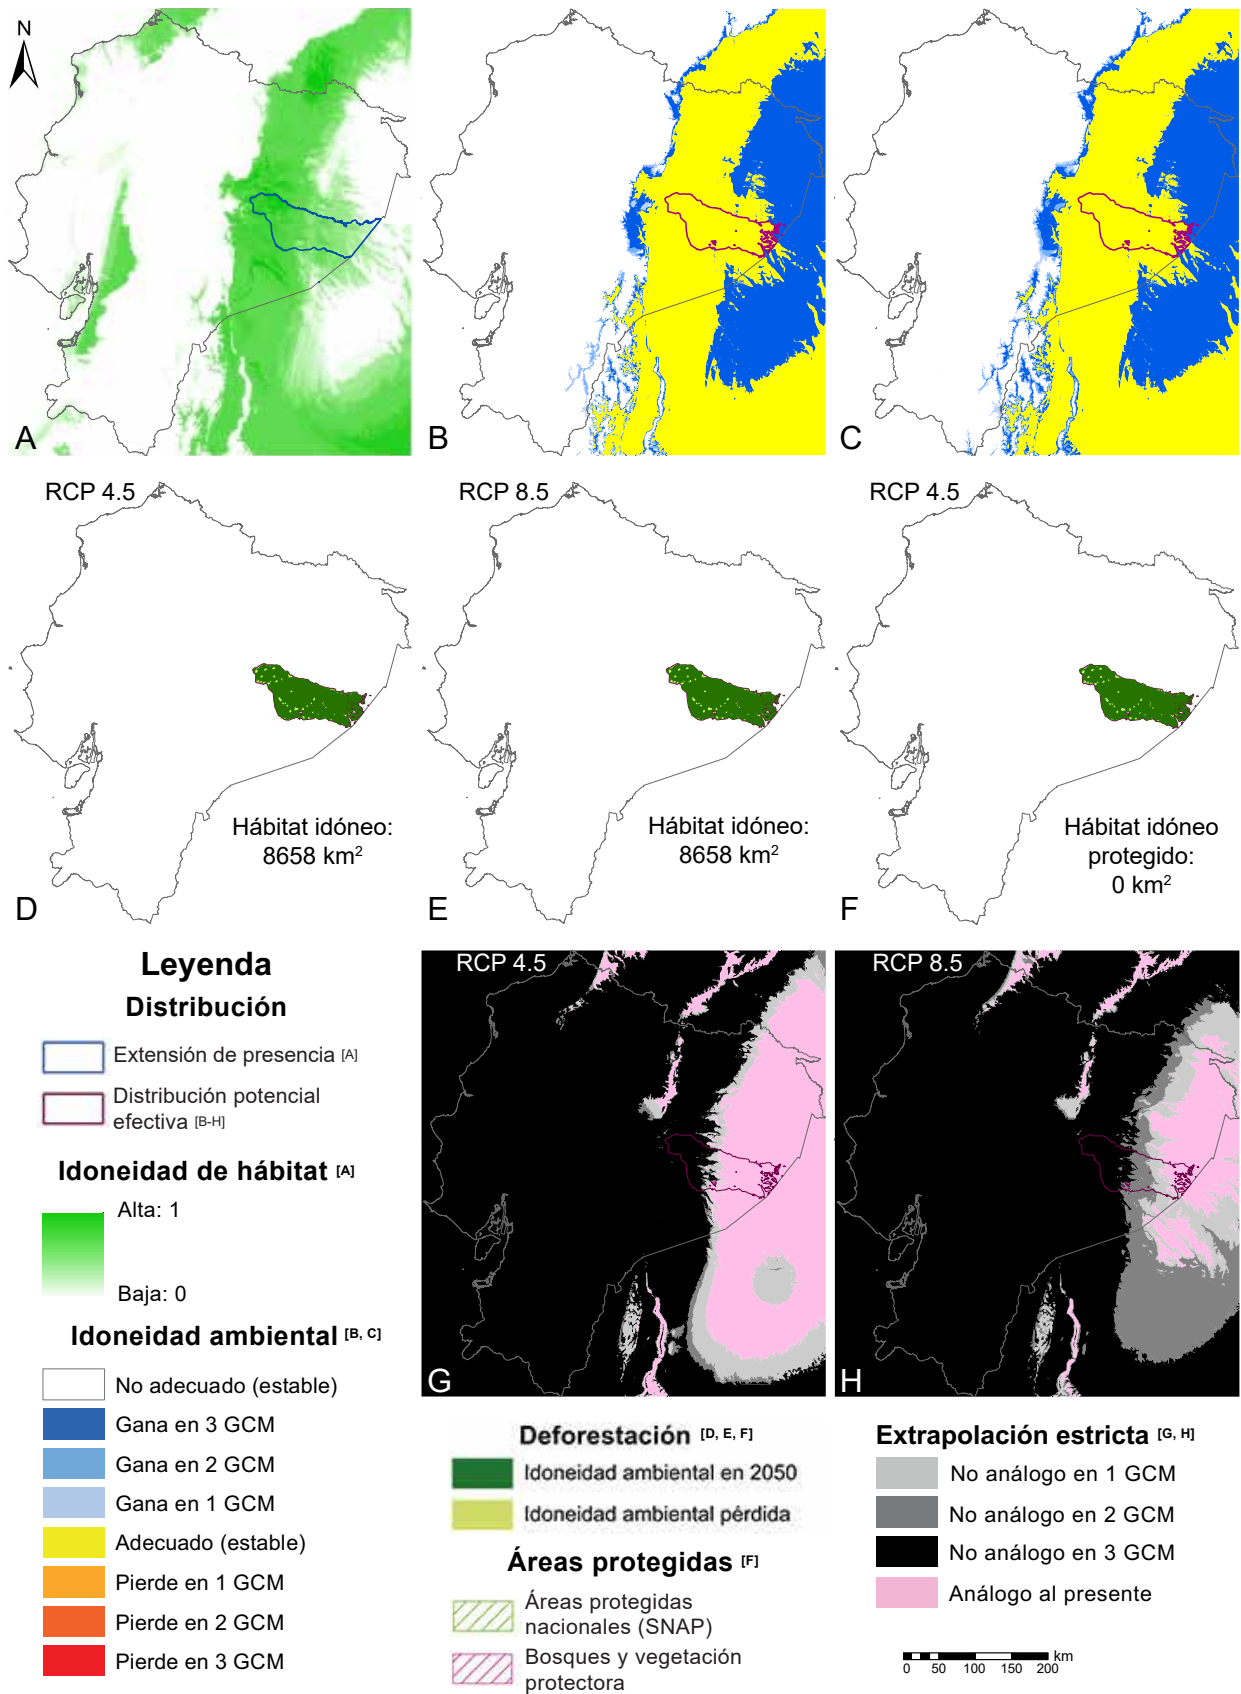 N
A
B
C
RCP 4.5
RCP 8.5
RCP 4.5
Hábitat idóneo:
8658 km²
Hábitat idóneo:
8658 km²
Hábitat idóneo
protegido:
0 km²
D
E
F
Leyenda
Distribución
Extensión de presencia [A]
Distribución potencial
efectiva [B-H]
Idoneidad de hábitat [A]
Alta: 1
Baja: 0
Idoneidad ambiental [B, C]
No adecuado (estable)
Gana en 3 GCM
Gana en 2 GCM
Gana en 1 GCM
Adecuado (estable)
Pierde en 1 GCM
Pierde en 2 GCM
Pierde en 3 GCM
RCP 4.5
RCP 8.5
G
H
Deforestación [D, E, F]
Idoneidad ambiental en 2050
Idoneidad ambiental pérdida
Áreas protegidas [F]
Áreas protegidas
nacionales (SNAP)
Bosques y vegetación
protectora
Extrapolación estricta [G, H]
No análogo en 1 GCM
No análogo en 2 GCM
No análogo en 3 GCM
Análogo al presente
km
0 50 100 150 200